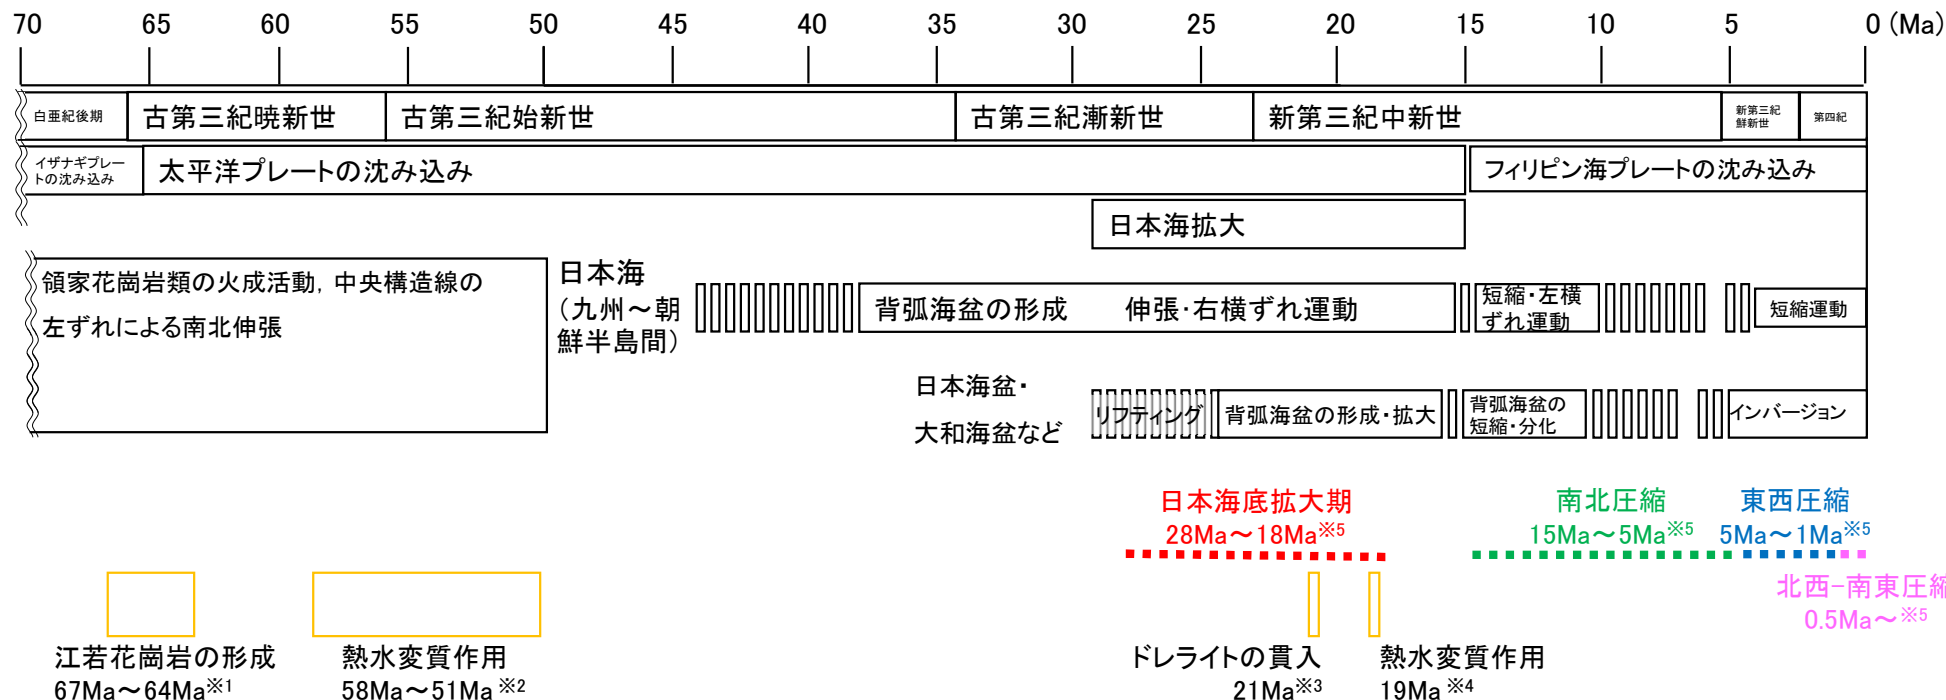 70 65 60 55 50 45 40 35 30 25 20 15 10 5 0 (Ma)
白亜紀後期 古第三紀暁新世 古第三紀始新世 古第三紀漸新世 新第三紀中新世 新第三紀
鮮新世 第四紀
イザナギプレー
トの沈み込み 太平洋プレートの沈み込み フィリピン海プレートの沈み込み
日本海拡大
領家花崗岩類の火成活動, 中央構造線の
左ずれによる南北伸張
日本海
(九州～朝
鮮半島間)
背弧海盆の形成 伸張・右横ずれ運動
短縮・左横
ずれ運動
短縮運動
日本海盆・
大和海盆など
リフティング
背弧海盆の形成・拡大
背弧海盆の
短縮・分化
インバージョン
日本海底拡大期
28Ma～18Ma※5
南北圧縮
15Ma～5Ma※5
東西圧縮
5Ma～1Ma※5
北西-南東圧縮
0.5Ma～※5
江若花崗岩の形成
67Ma～64Ma※1
熱水変質作用
58Ma～51Ma※2
ドレライトの貫入
21Ma※3
熱水変質作用
19Ma※4